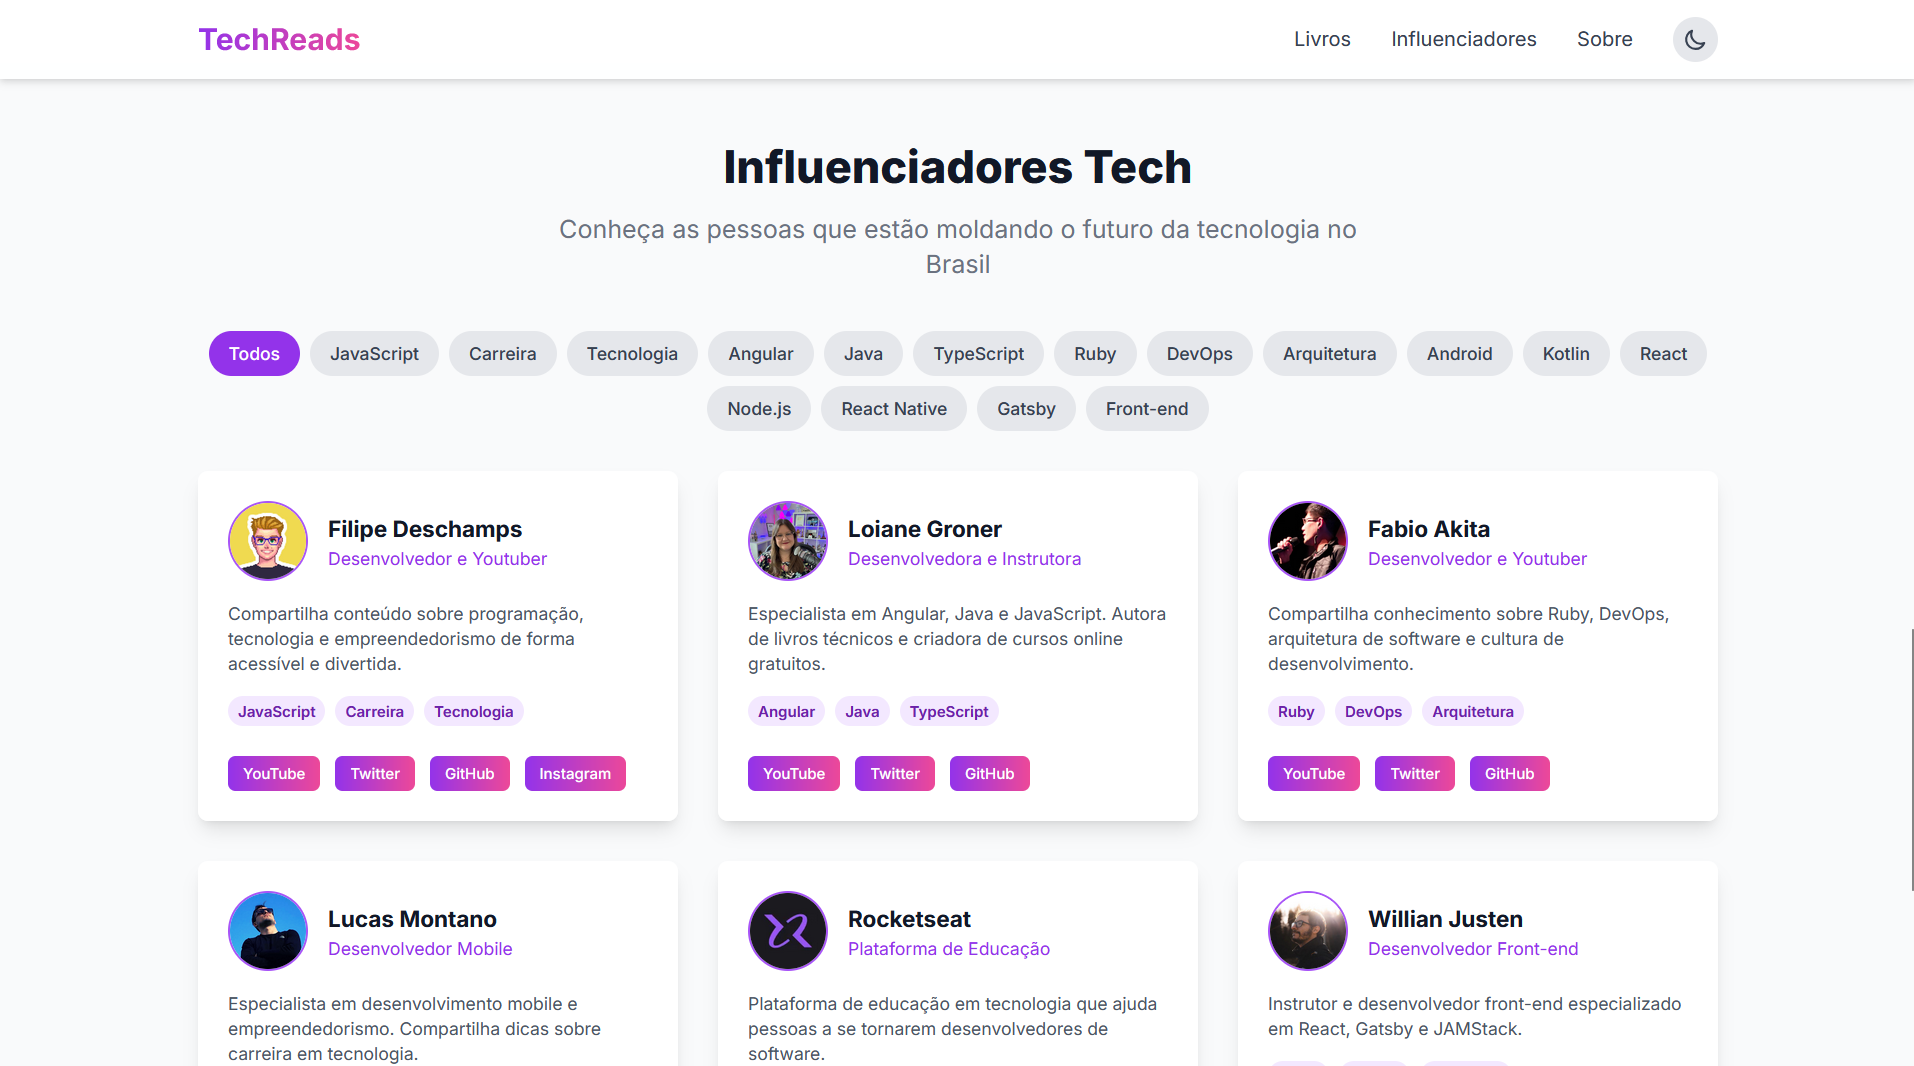 TechReads
Livros
Influenciadores
Sobre
Influenciadores Tech
Conheça as pessoas que estão moldando o futuro da tecnologia no
Brasil
Todos
JavaScript
Carreira
Tecnologia
Angular
Java
TypeScript
Ruby
DevOps
Arquitetura
Android
Kotlin
React
Node.js
React Native
Gatsby
Front-end
Filipe Deschamps
Desenvolvedor e Youtuber
Compartilha conteúdo sobre programação,
tecnologia e empreendedorismo de forma
acessível e divertida.
JavaScript
Carreira
Tecnologia
YouTube
Twitter
GitHub
Instagram
Loiane Groner
Desenvolvedora e Instrutora
Especialista em Angular, Java e JavaScript. Autora
de livros técnicos e criadora de cursos online
gratuitos.
Angular
Java
TypeScript
YouTube
Twitter
GitHub
Fabio Akita
Desenvolvedor e Youtuber
Compartilha conhecimento sobre Ruby, DevOps,
arquitetura de software e cultura de
desenvolvimento.
Ruby
DevOps
Arquitetura
YouTube
Twitter
GitHub
Lucas Montano
Desenvolvedor Mobile
Especialista em desenvolvimento mobile e
empreendedorismo. Compartilha dicas sobre
carreira em tecnologia.
Rocketseat
Plataforma de Educação
Plataforma de educação em tecnologia que ajuda
pessoas a se tornarem desenvolvedores de
software.
Willian Justen
Desenvolvedor Front-end
Instrutor e desenvolvedor front-end especializado
em React, Gatsby e JAMStack.